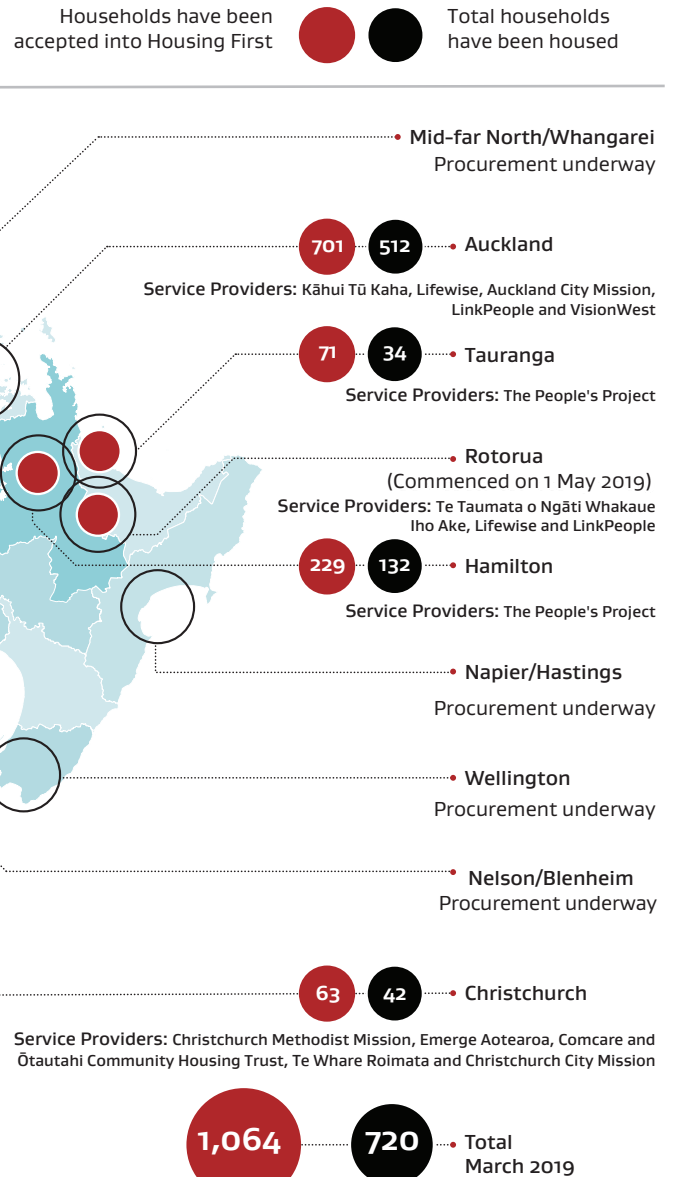 Households have been
accepted into Housing First
Total households
have been housed
Mid-far North/Whangarei
Procurement underway
701 512 Auckland
Service Providers: Kāhui Tū Kaha, Lifewise, Auckland City Mission,
LinkPeople and VisionWest
71 34 Tauranga
Service Providers: The People's Project
Rotorua
(Commenced on 1 May 2019)
Service Providers: Te Taumata o Ngāti Whakaue
Iho Ake, Lifewise and LinkPeople
229 132 Hamilton
Service Providers: The People's Project
Napier/Hastings
Procurement underway
Wellington
Procurement underway
Nelson/Blenheim
Procurement underway
63 42 Christchurch
Service Providers: Christchurch Methodist Mission, Emerge Aotearoa, Comcare and
Ōtautahi Community Housing Trust, Te Whare Roimata and Christchurch City Mission
1,064 720 Total
March 2019